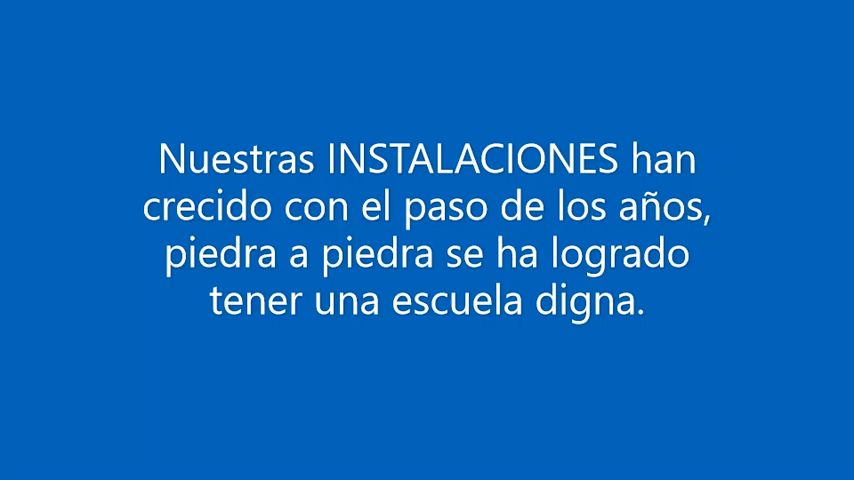 Nuestras INSTALACIONES han
crecido con el paso de los años,
piedra a piedra se ha logrado
tener una escuela digna.